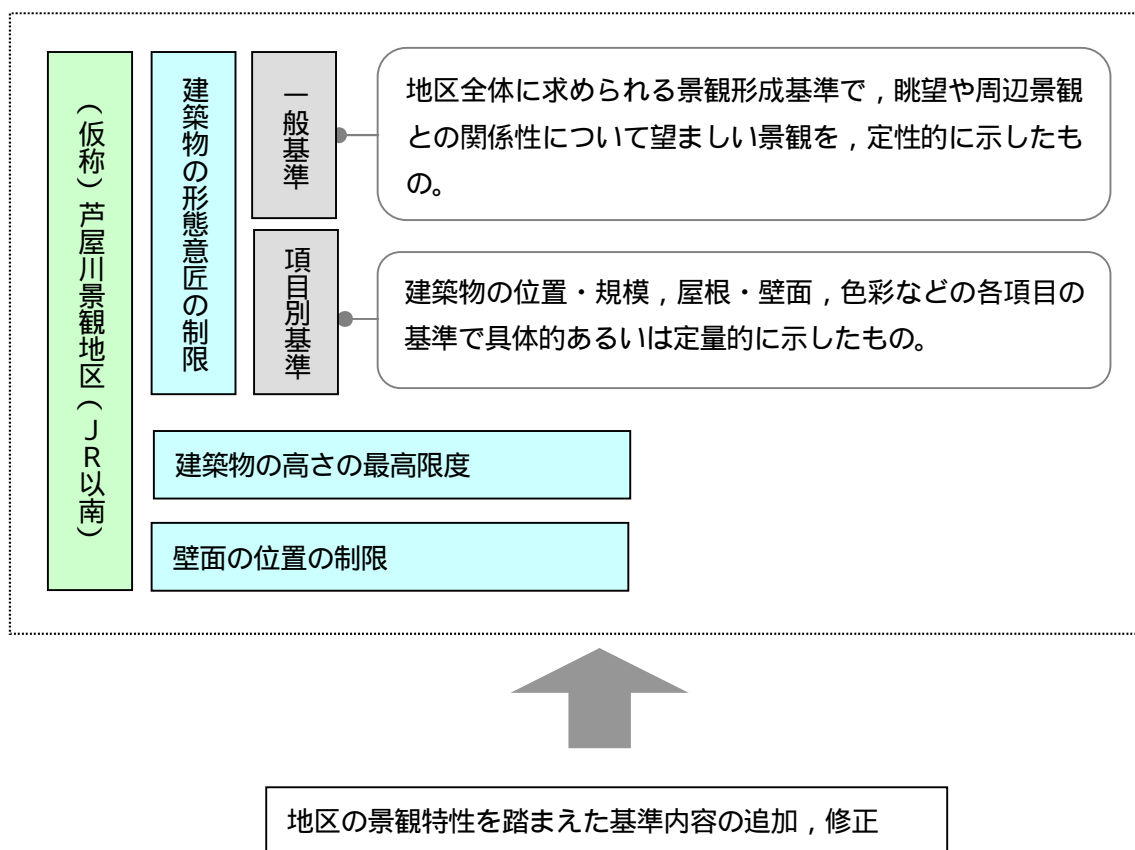 （仮称）芦屋川景観地区（ＪＲ以南）
建築物の形態意匠の制限
一般基準
地区全体に求められる景観形成基準で，眺望や周辺景観
との関係性について望ましい景観を，定性的に示したも
の。
項目別基準
建築物の位置・規模，屋根・壁面，色彩などの各項目の
基準で具体的あるいは定量的に示したもの。
建築物の高さの最高限度
壁面の位置の制限
地区の景観特性を踏まえた基準内容の追加，修正